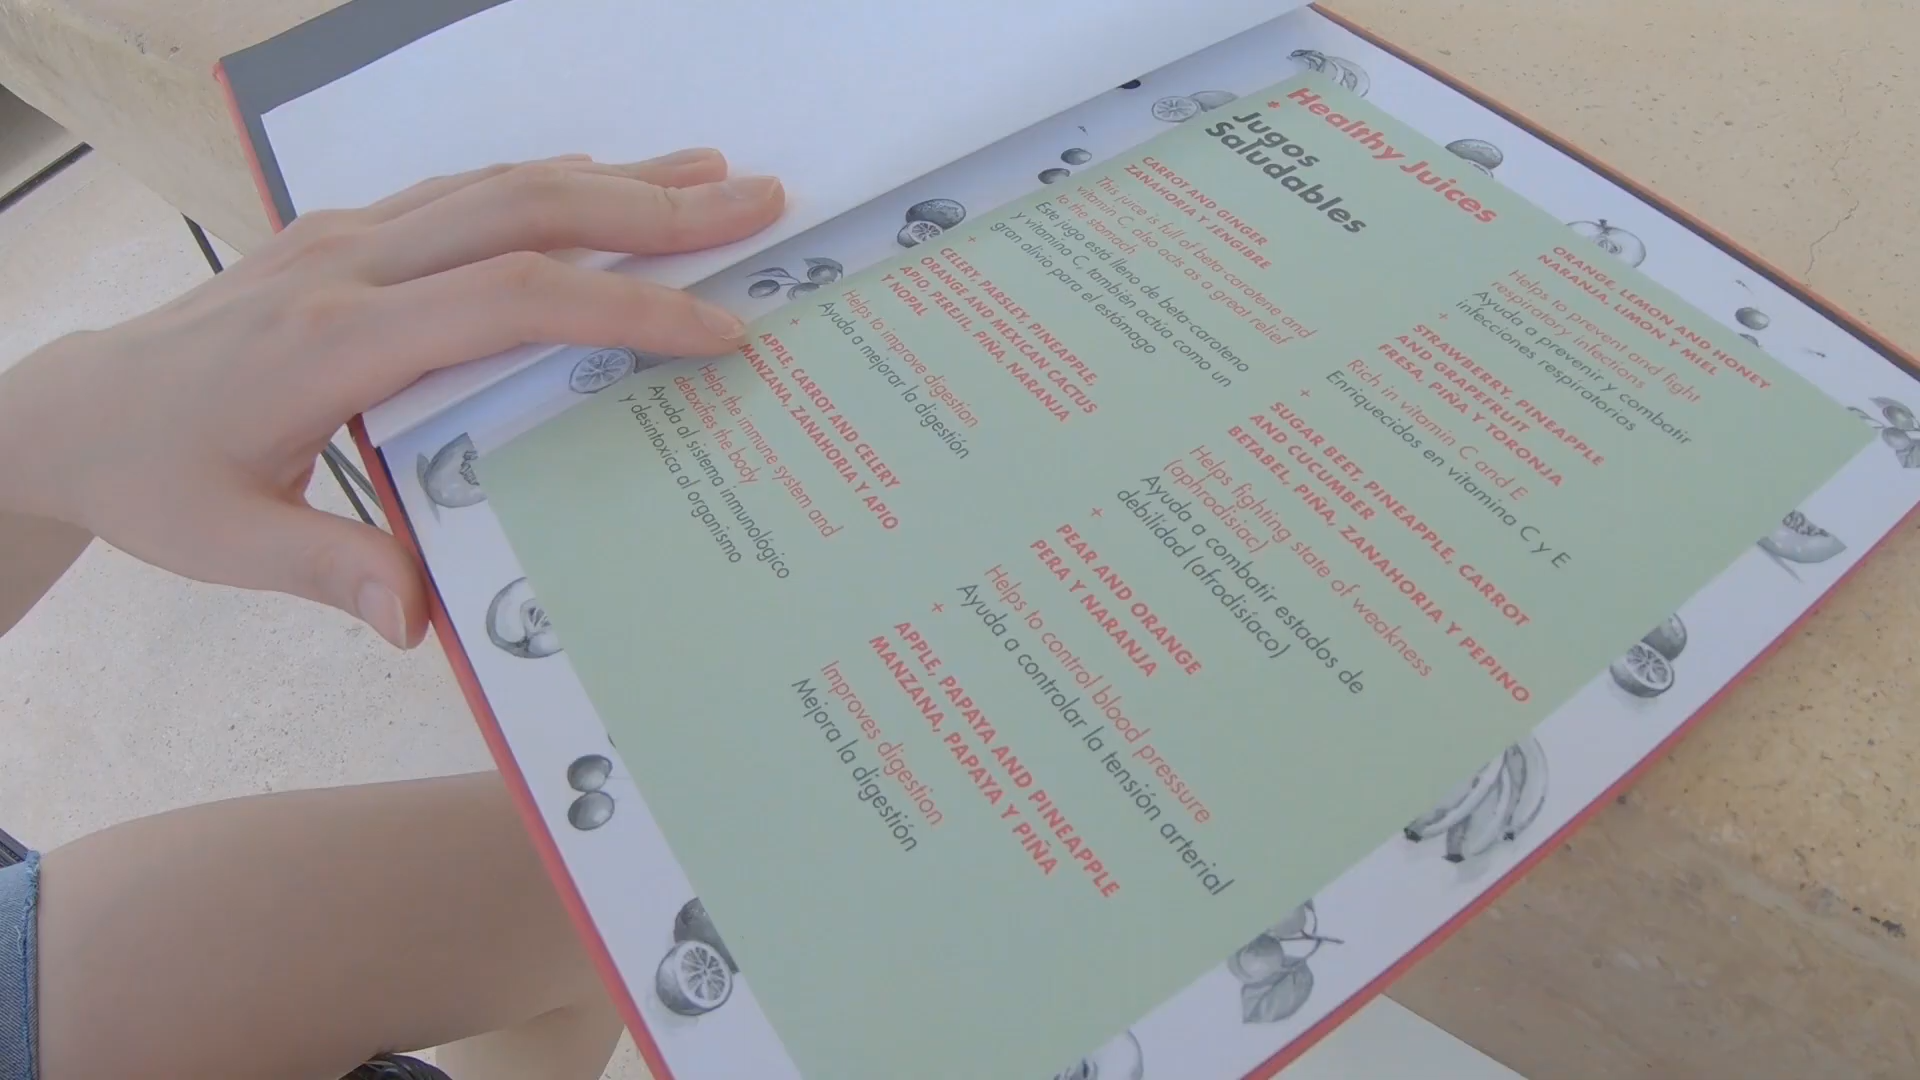 Healthy Juices
Jugos
Saludables
CARROT AND GINGER
ZANAHORIA Y JENGIBRE
This juice is full of beta-carotene and
vitamin C, also acts as a great relief
to the stomach
Este jugo está lleno de beta-caroteno
y vitamina C, también actúa como un
gran alivio para el estómago
+
CELERY, PARSLEY, PINEAPPLE,
ORANGE AND MEXICAN CACTUS
APIO, PEREJIL, PIÑA, NARANJA
Y NOPAL
Helps to improve digestion
Ayuda a mejorar la digestión
+
APPLE, CARROT AND CELERY
MANZANA, ZANAHORIA Y APIO
Helps the immune system and
detoxifies the body
Ayuda al sistema inmunológico
y desintoxica al organismo
ORANGE, LEMON AND HONEY
NARANJA, LIMON Y MIEL
Helps to prevent and fight
respiratory infections
Ayuda a prevenir y combatir
infecciones respiratorias
+
STRAWBERRY, PINEAPPLE
AND GRAPEFRUIT
FRESA, PIÑA Y TORONJA
Rich in vitamin C and E
Enriquecidos en vitamina C y E
+
SUGAR BEET, PINEAPPLE, CARROT
AND CUCUMBER
BETABEL, PIÑA, ZANAHORIA Y PEPINO
Helps fighting state of weakness
(aphrodisiac)
Ayuda a combatir estados de
debilidad (afrodisíaco)
+
PEAR AND ORANGE
PERA Y NARANJA
Helps to control blood pressure
Ayuda a controlar la tensión arterial
+
APPLE, PAPAYA AND PINEAPPLE
MANZANA, PAPAYA Y PIÑA
Improves digestion
Mejora la digestión